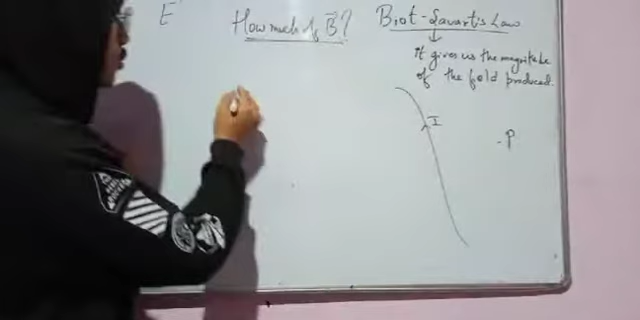 E
How much of B⃗?
Biot-Savart's Law
It gives us the magnitude
of the field produced.
I
.P